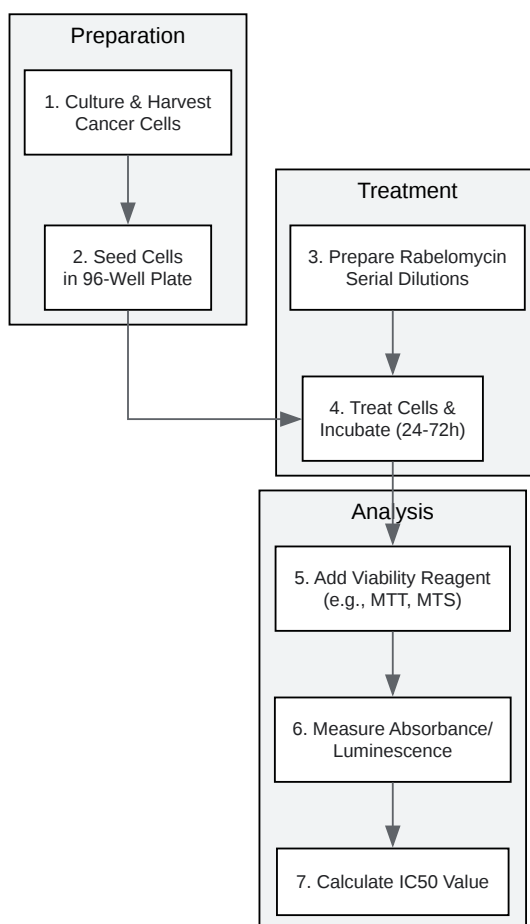 Preparation
1. Culture & Harvest
Cancer Cells
2. Seed Cells
in 96-Well Plate
Treatment
3. Prepare Rabelomycin
Serial Dilutions
4. Treat Cells &
Incubate (24-72h)
Analysis
5. Add Viability Reagent
(e.g., MTT, MTS)
6. Measure Absorbance/
Luminescence
7. Calculate IC50 Value